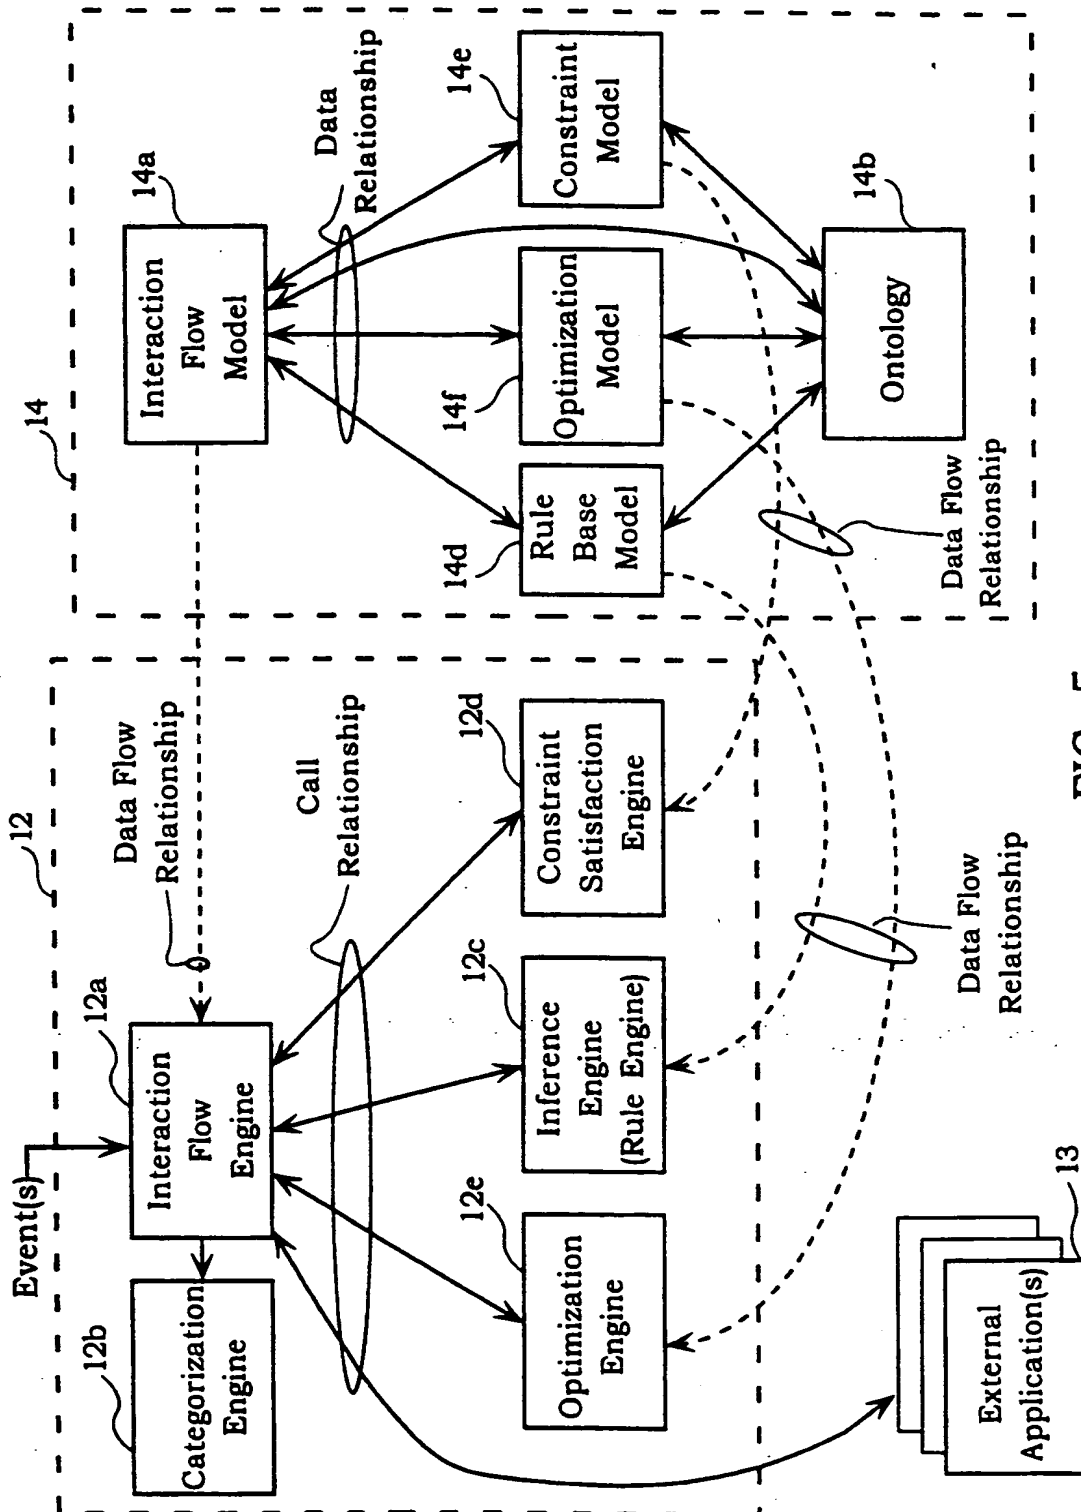 12
14
Event(s)
12b
Categorization
Engine
12a
Interaction
Flow
Engine
Data Flow
Relationship
14a
Interaction
Flow
Model
Call
Relationship
Data
Relationship
12e
Optimization
Engine
12c
Inference
Engine
(Rule Engine)
12d
Constraint
Satisfaction
Engine
14d
Rule
Base
Model
14f
Optimization
Model
14e
Constraint
Model
13
External
Application(s)
Data Flow
Relationship
Data Flow
Relationship
14b
Ontology